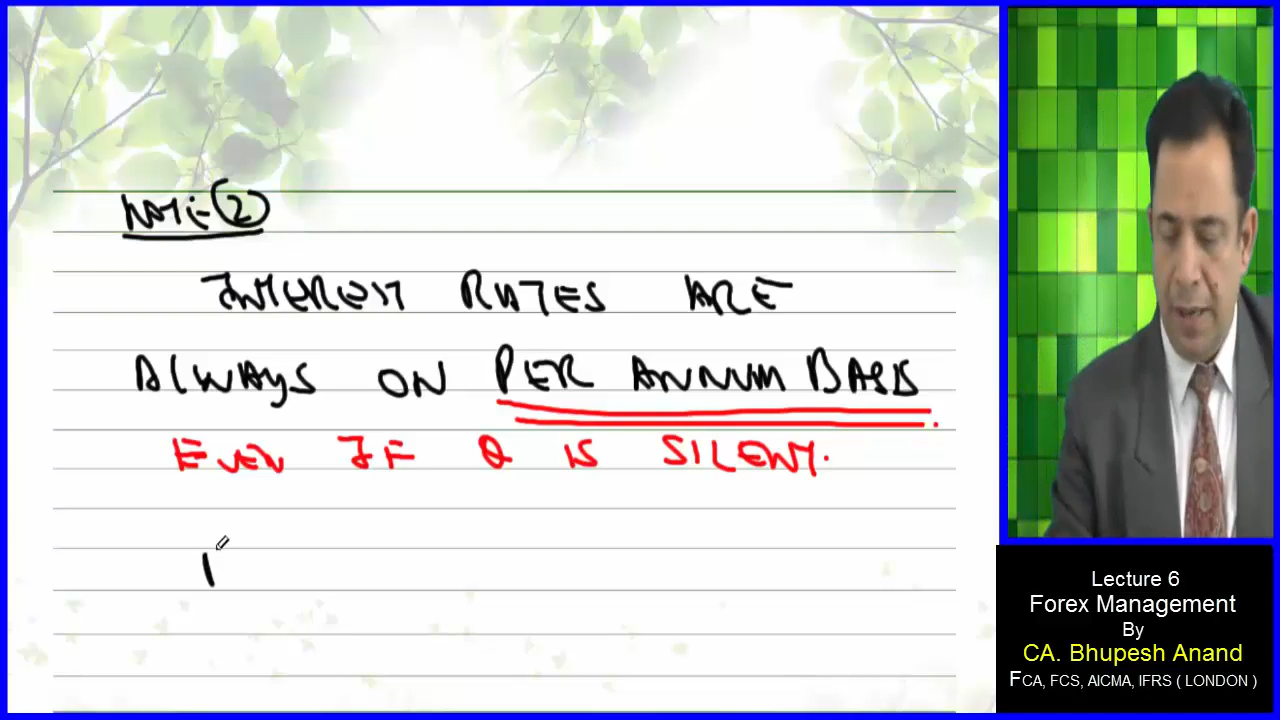 NOTE-(2)
INTEREST RATES ARE
ALWAYS ON PER ANNUM BASIS.
EVEN IF Q IS SILENT.
Lecture 6
Forex Management
By
CA. Bhupesh Anand
FCA, FCS, AICMA, IFRS ( LONDON )